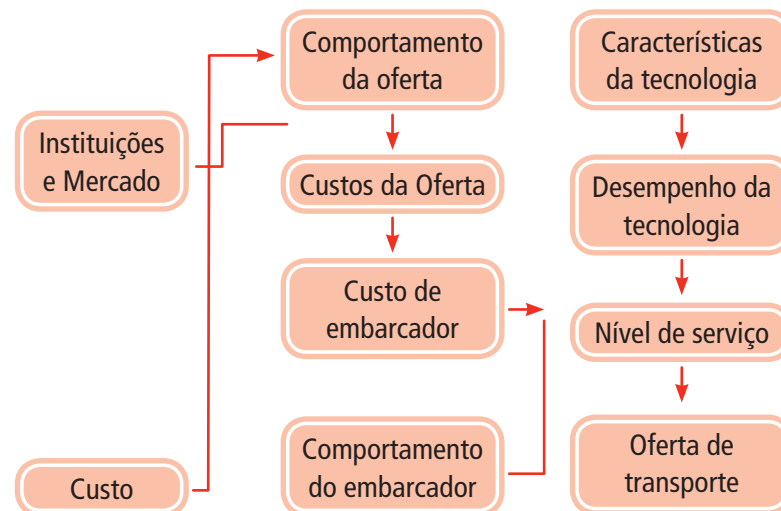 Instituições
e Mercado
Custo
Comportamento
da oferta
Custos da Oferta
Custo de
embarcador
Comportamento
do embarcador
Características
da tecnologia
Desempenho da
tecnologia
Nível de serviço
Oferta de
transporte